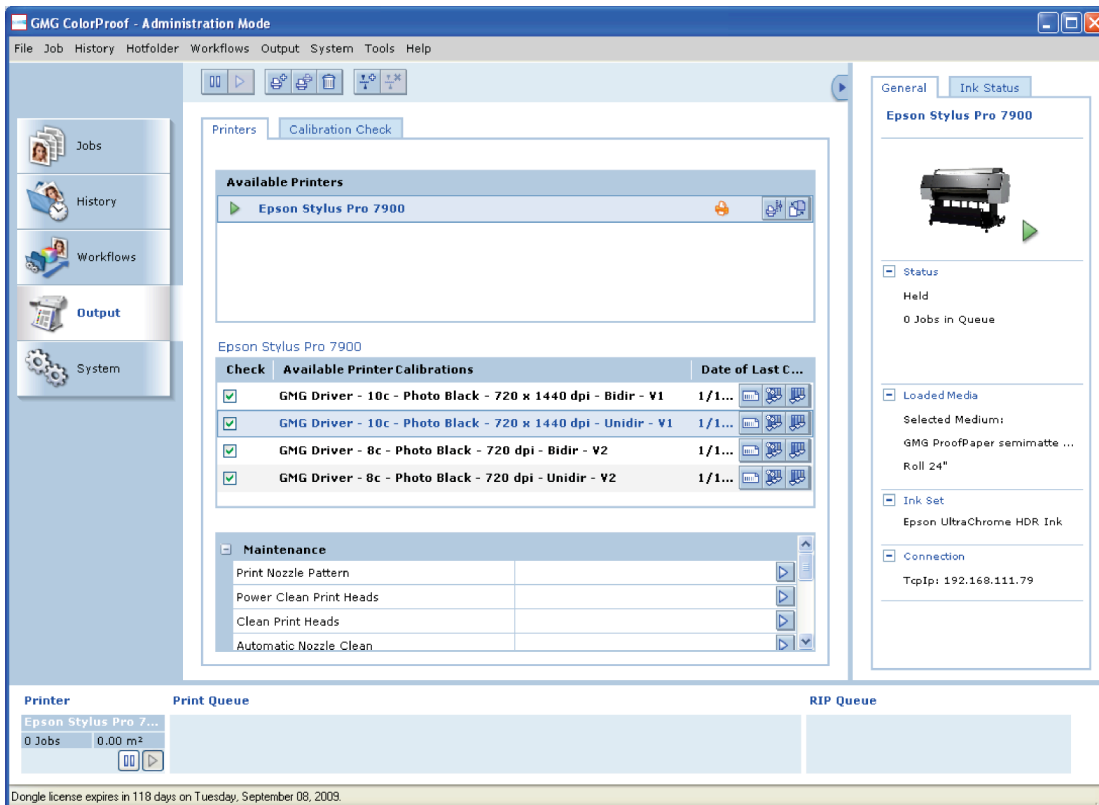 GMG ColorProof - Administration Mode
File Job History Hotfolder Workflows Output System Tools Help
Jobs
History
Workflows
Output
System
Printers Calibration Check
Available Printers
Epson Stylus Pro 7900
Epson Stylus Pro 7900
Check Available Printer Calibrations Date of Last C...
GMG Driver - 10c - Photo Black - 720 x 1440 dpi - Bidir - V1 1/1...
GMG Driver - 10c - Photo Black - 720 x 1440 dpi - Unidir - V1 1/1...
GMG Driver - 8c - Photo Black - 720 dpi - Bidir - V2 1/1...
GMG Driver - 8c - Photo Black - 720 dpi - Unidir - V2 1/1...
Maintenance
Print Nozzle Pattern
Power Clean Print Heads
Clean Print Heads
Automatic Nozzle Clean
General Ink Status
Epson Stylus Pro 7900
Status
Held
0 Jobs in Queue
Loaded Media
Selected Medium:
GMG ProofPaper semimatte ...
Roll 24"
Ink Set
Epson UltraChrome HDR Ink
Connection
TcpIp: 192.168.111.79
Printer Print Queue RIP Queue
Epson Stylus Pro 7...
0 Jobs 0.00 m²
Dongle license expires in 118 days on Tuesday, September 08, 2009.